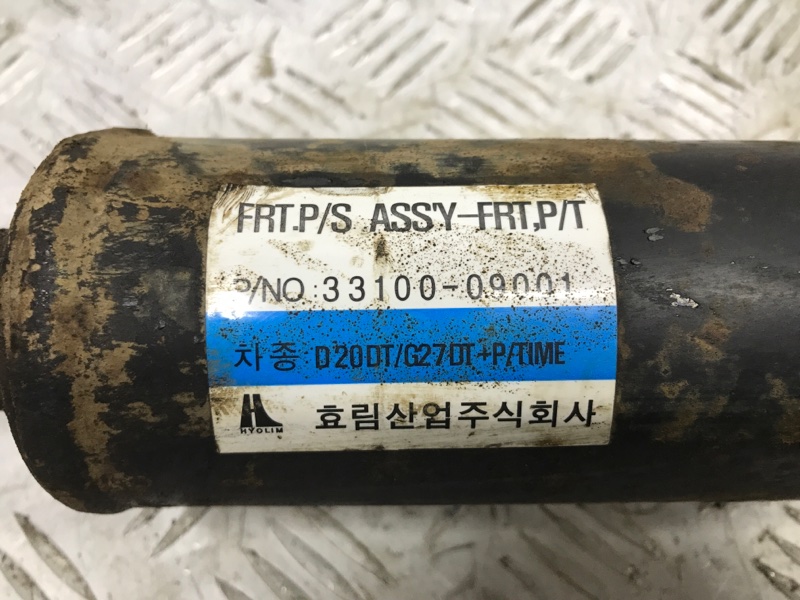 FRT.P/S ASS'Y-FRT,P/T
P/NO :33100-09001
차종: D20DT/G27DT+P/TIME
HYOLIM 효림산업주식회사